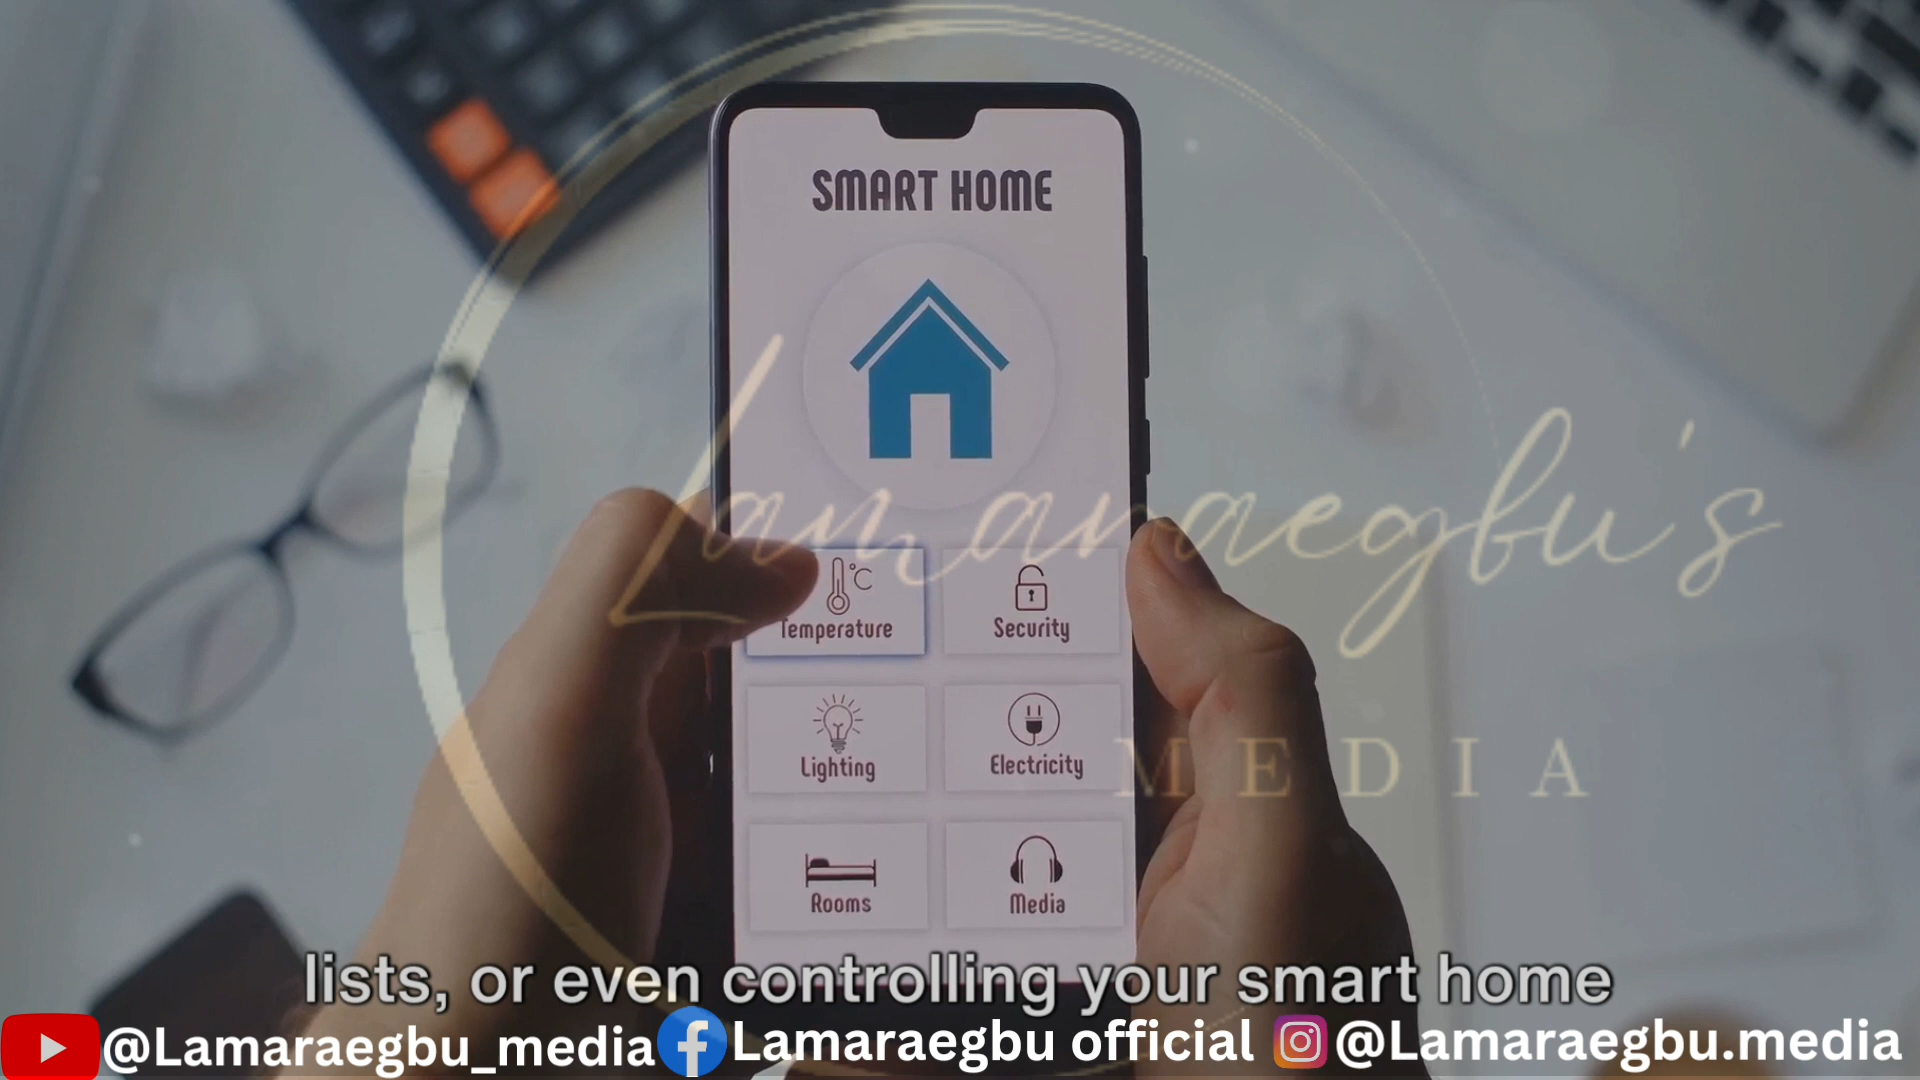 SMART HOME
Lamaraegbu's
°C
Temperature
Security
MEDIA
Lighting
Electricity
Rooms
Media
lists, or even controlling your smart home
@Lamaraegbu_media
Lamaraegbu official
@Lamaraegbu.media